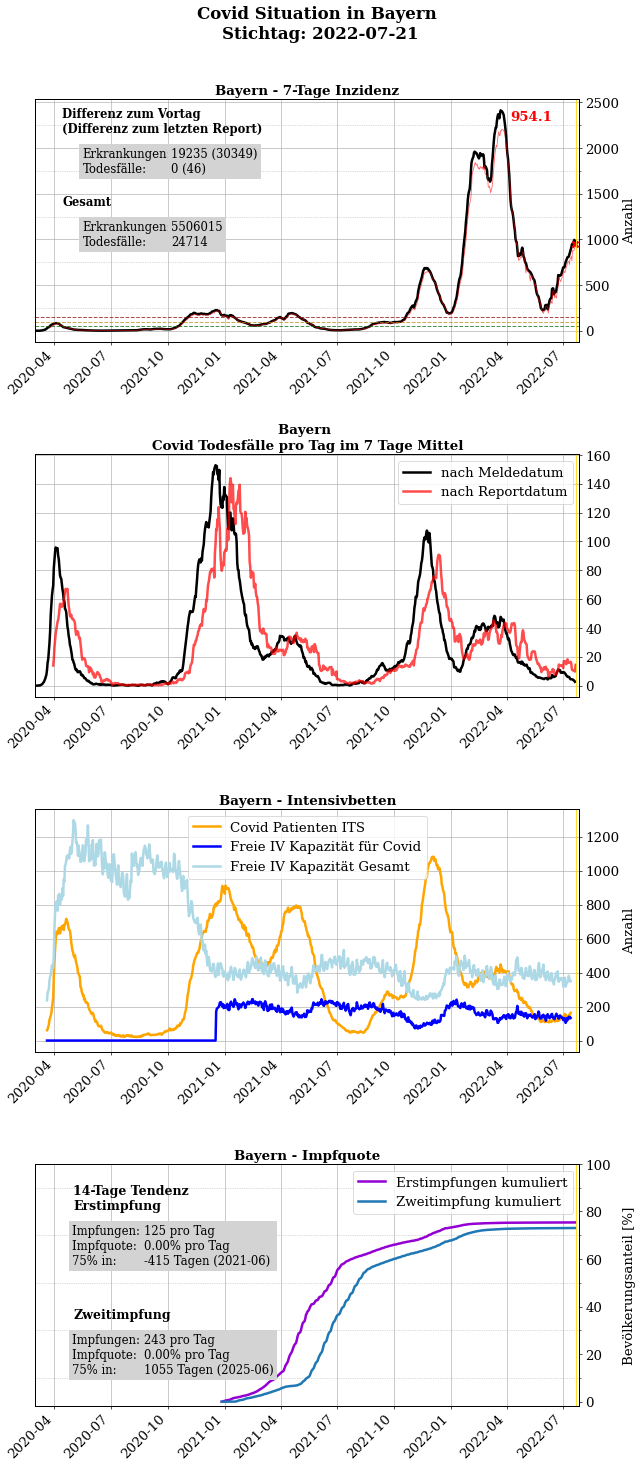 Covid Situation in Bayern
Stichtag: 2022-07-21
Bayern - 7-Tage Inzidenz
Differenz zum Vortag
(Differenz zum letzten Report)
Erkrankungen 19235 (30349)
Todesfälle: 0 (46)
Gesamt
Erkrankungen 5506015
Todesfälle: 24714
954.1
2500
2000
1500
1000
500
0
Anzahl
2020-04
2020-07
2020-10
2021-01
2021-04
2021-07
2021-10
2022-01
2022-04
2022-07
Bayern
Covid Todesfälle pro Tag im 7 Tage Mittel
nach Meldedatum
nach Reportdatum
160
140
120
100
80
60
40
20
0
2020-04
2020-07
2020-10
2021-01
2021-04
2021-07
2021-10
2022-01
2022-04
2022-07
Bayern - Intensivbetten
Covid Patienten ITS
Freie IV Kapazität für Covid
Freie IV Kapazität Gesamt
1200
1000
800
600
400
200
0
Anzahl
2020-04
2020-07
2020-10
2021-01
2021-04
2021-07
2021-10
2022-01
2022-04
2022-07
Bayern - Impfquote
14-Tage Tendenz
Erstimpfung
Impfungen: 125 pro Tag
Impfquote: 0.00% pro Tag
75% in: -415 Tagen (2021-06)
Zweitimpfung
Impfungen: 243 pro Tag
Impfquote: 0.00% pro Tag
75% in: 1055 Tagen (2025-06)
Erstimpfungen kumuliert
Zweitimpfung kumuliert
100
80
60
40
20
0
Bevölkerungsanteil [%]
2020-04
2020-07
2020-10
2021-01
2021-04
2021-07
2021-10
2022-01
2022-04
2022-07